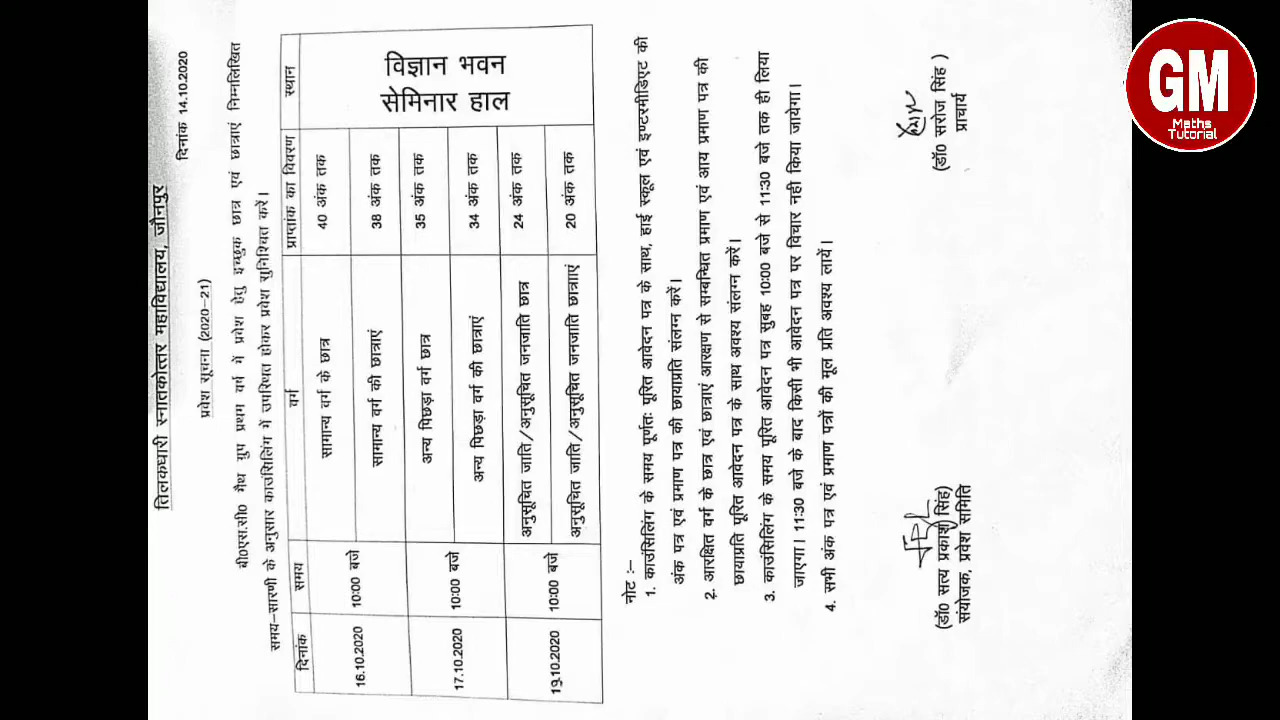 तिलकधारी स्नातकोत्तर महाविद्यालय, जौनपुर
दिनांक 14.10.2020
प्रवेश सूचना (2020-21)
बी0एस.सी0 मैथ ग्रुप प्रथम वर्ष में प्रवेश हेतु इच्छुक छात्र एवं छात्राएं निम्नलिखित
समय-सारणी के अनुसार काउंसिलिंग में उपस्थित होकर प्रवेश सुनिश्चित करें।
दिनांक समय वर्ग प्राप्तांक का विवरण स्थान
16.10.2020 10:00 बजे सामान्य वर्ग के छात्र 40 अंक तक विज्ञान भवन
सेमिनार हाल
सामान्य वर्ग की छात्राएं 38 अंक तक
17.10.2020 10:00 बजे अन्य पिछड़ा वर्ग छात्र 35 अंक तक
अन्य पिछड़ा वर्ग की छात्राएं 34 अंक तक
19.10.2020 10:00 बजे अनुसूचित जाति/अनुसूचित जनजाति छात्र 24 अंक तक
अनुसूचित जाति/अनुसूचित जनजाति छात्रााएं 20 अंक तक
नोट :-
1. काउंसिलिंग के समय पूर्णतः पूरित आवेदन पत्र के साथ, हाई स्कूल एवं इण्टरमीडिएट की
अंक पत्र एवं प्रमाण पत्र की छायाप्रति संलग्न करें।
2. आरक्षित वर्ग के छात्र एवं छात्राएं आरक्षण से सम्बन्धित प्रमाण एवं आय प्रमाण पत्र की
छायाप्रति पूरित आवेदन पत्र के साथ अवश्य संलग्न करें।
3. काउंसिलिंग के समय पूरित आवेदन पत्र सुबह 10:00 बजे से 11:30 बजे तक ही लिया
जाएगा। 11:30 बजे के बाद किसी भी आवेदन पत्र पर विचार नही किया जायेगा।
4. सभी अंक पत्र एवं प्रमाण पत्रों की मूल प्रति अवश्य लायें।
(डॉ0 सत्य प्रकाश सिंह)
संयोजक, प्रवेश समिति
(डॉ0 सरोज सिंह )
प्राचार्य
GM
Maths
Tutorial